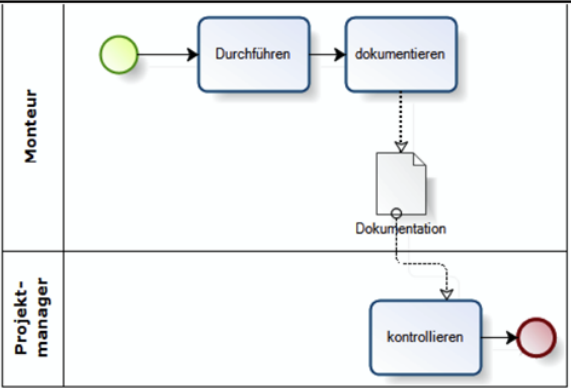 Monteur
Durchführen
dokumentieren
Dokumentation
Projekt-
manager
kontrollieren